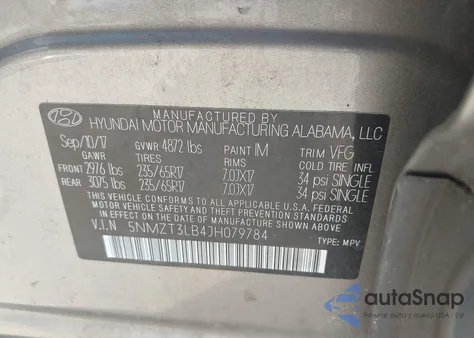 MANUFACTURED BY
HYUNDAI MOTOR MANUFACTURING ALABAMA, LLC
Sep/10/17 GVWR 4872 lbs PAINT IM TRIM VFG
GAWR TIRES RIMS COLD TIRE INFL
FRONT 2976 lbs 235/65R17 7.0JX17 34 psi SINGLE
REAR 3075 lbs 235/65R17 7.0JX17 34 psi SINGLE
THIS VEHICLE CONFORMS TO ALL APPLICABLE U.S. FEDERAL
MOTOR VEHICLE SAFETY AND THEFT PREVENTION STANDARDS
IN EFFECT ON THE DATE OF MANUFACTURE SHOWN ABOVE.
V.I.N 5NMZT3LB4JH079784 TYPE: MPV
autoSnap